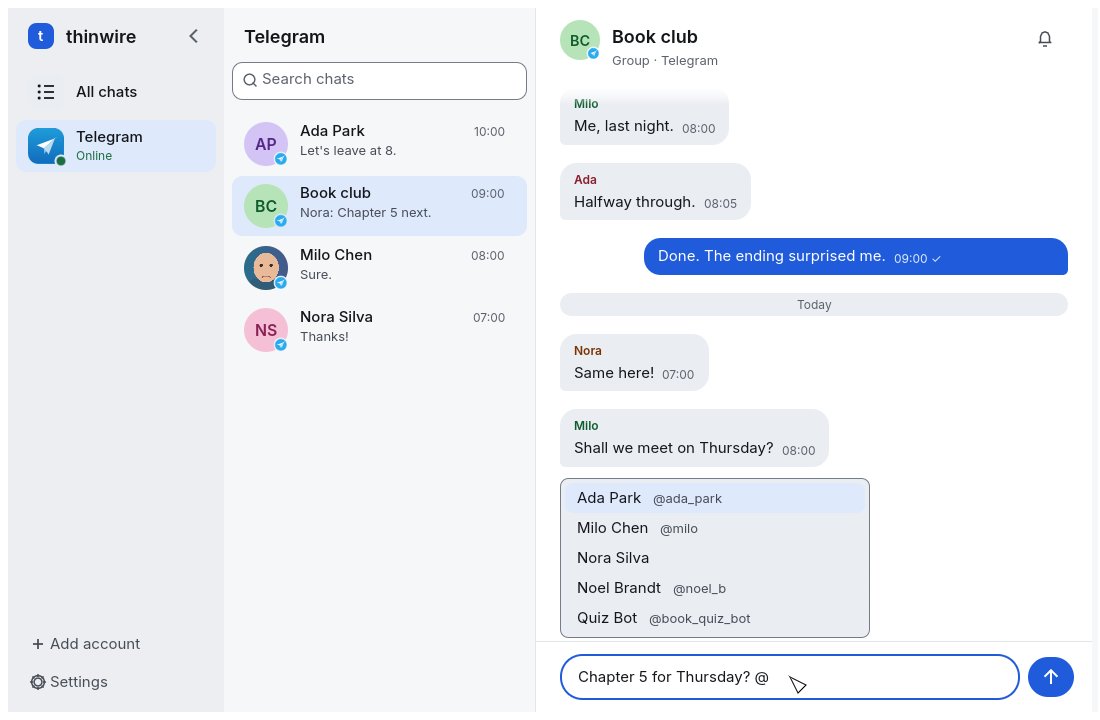 t thinwire
All chats
Telegram
Online
Add account
Settings
Telegram
Search chats
AP Ada Park 10:00
Let's leave at 8.
BC Book club 09:00
Nora: Chapter 5 next.
Milo Chen 08:00
Sure.
NS Nora Silva 07:00
Thanks!
BC Book club
Group · Telegram
Milo
Me, last night. 08:00
Ada
Halfway through. 08:05
Done. The ending surprised me. 09:00 ✓
Today
Nora
Same here! 07:00
Milo
Shall we meet on Thursday? 08:00
Ada Park @ada_park
Milo Chen @milo
Nora Silva
Noel Brandt @noel_b
Quiz Bot @book_quiz_bot
Chapter 5 for Thursday? @